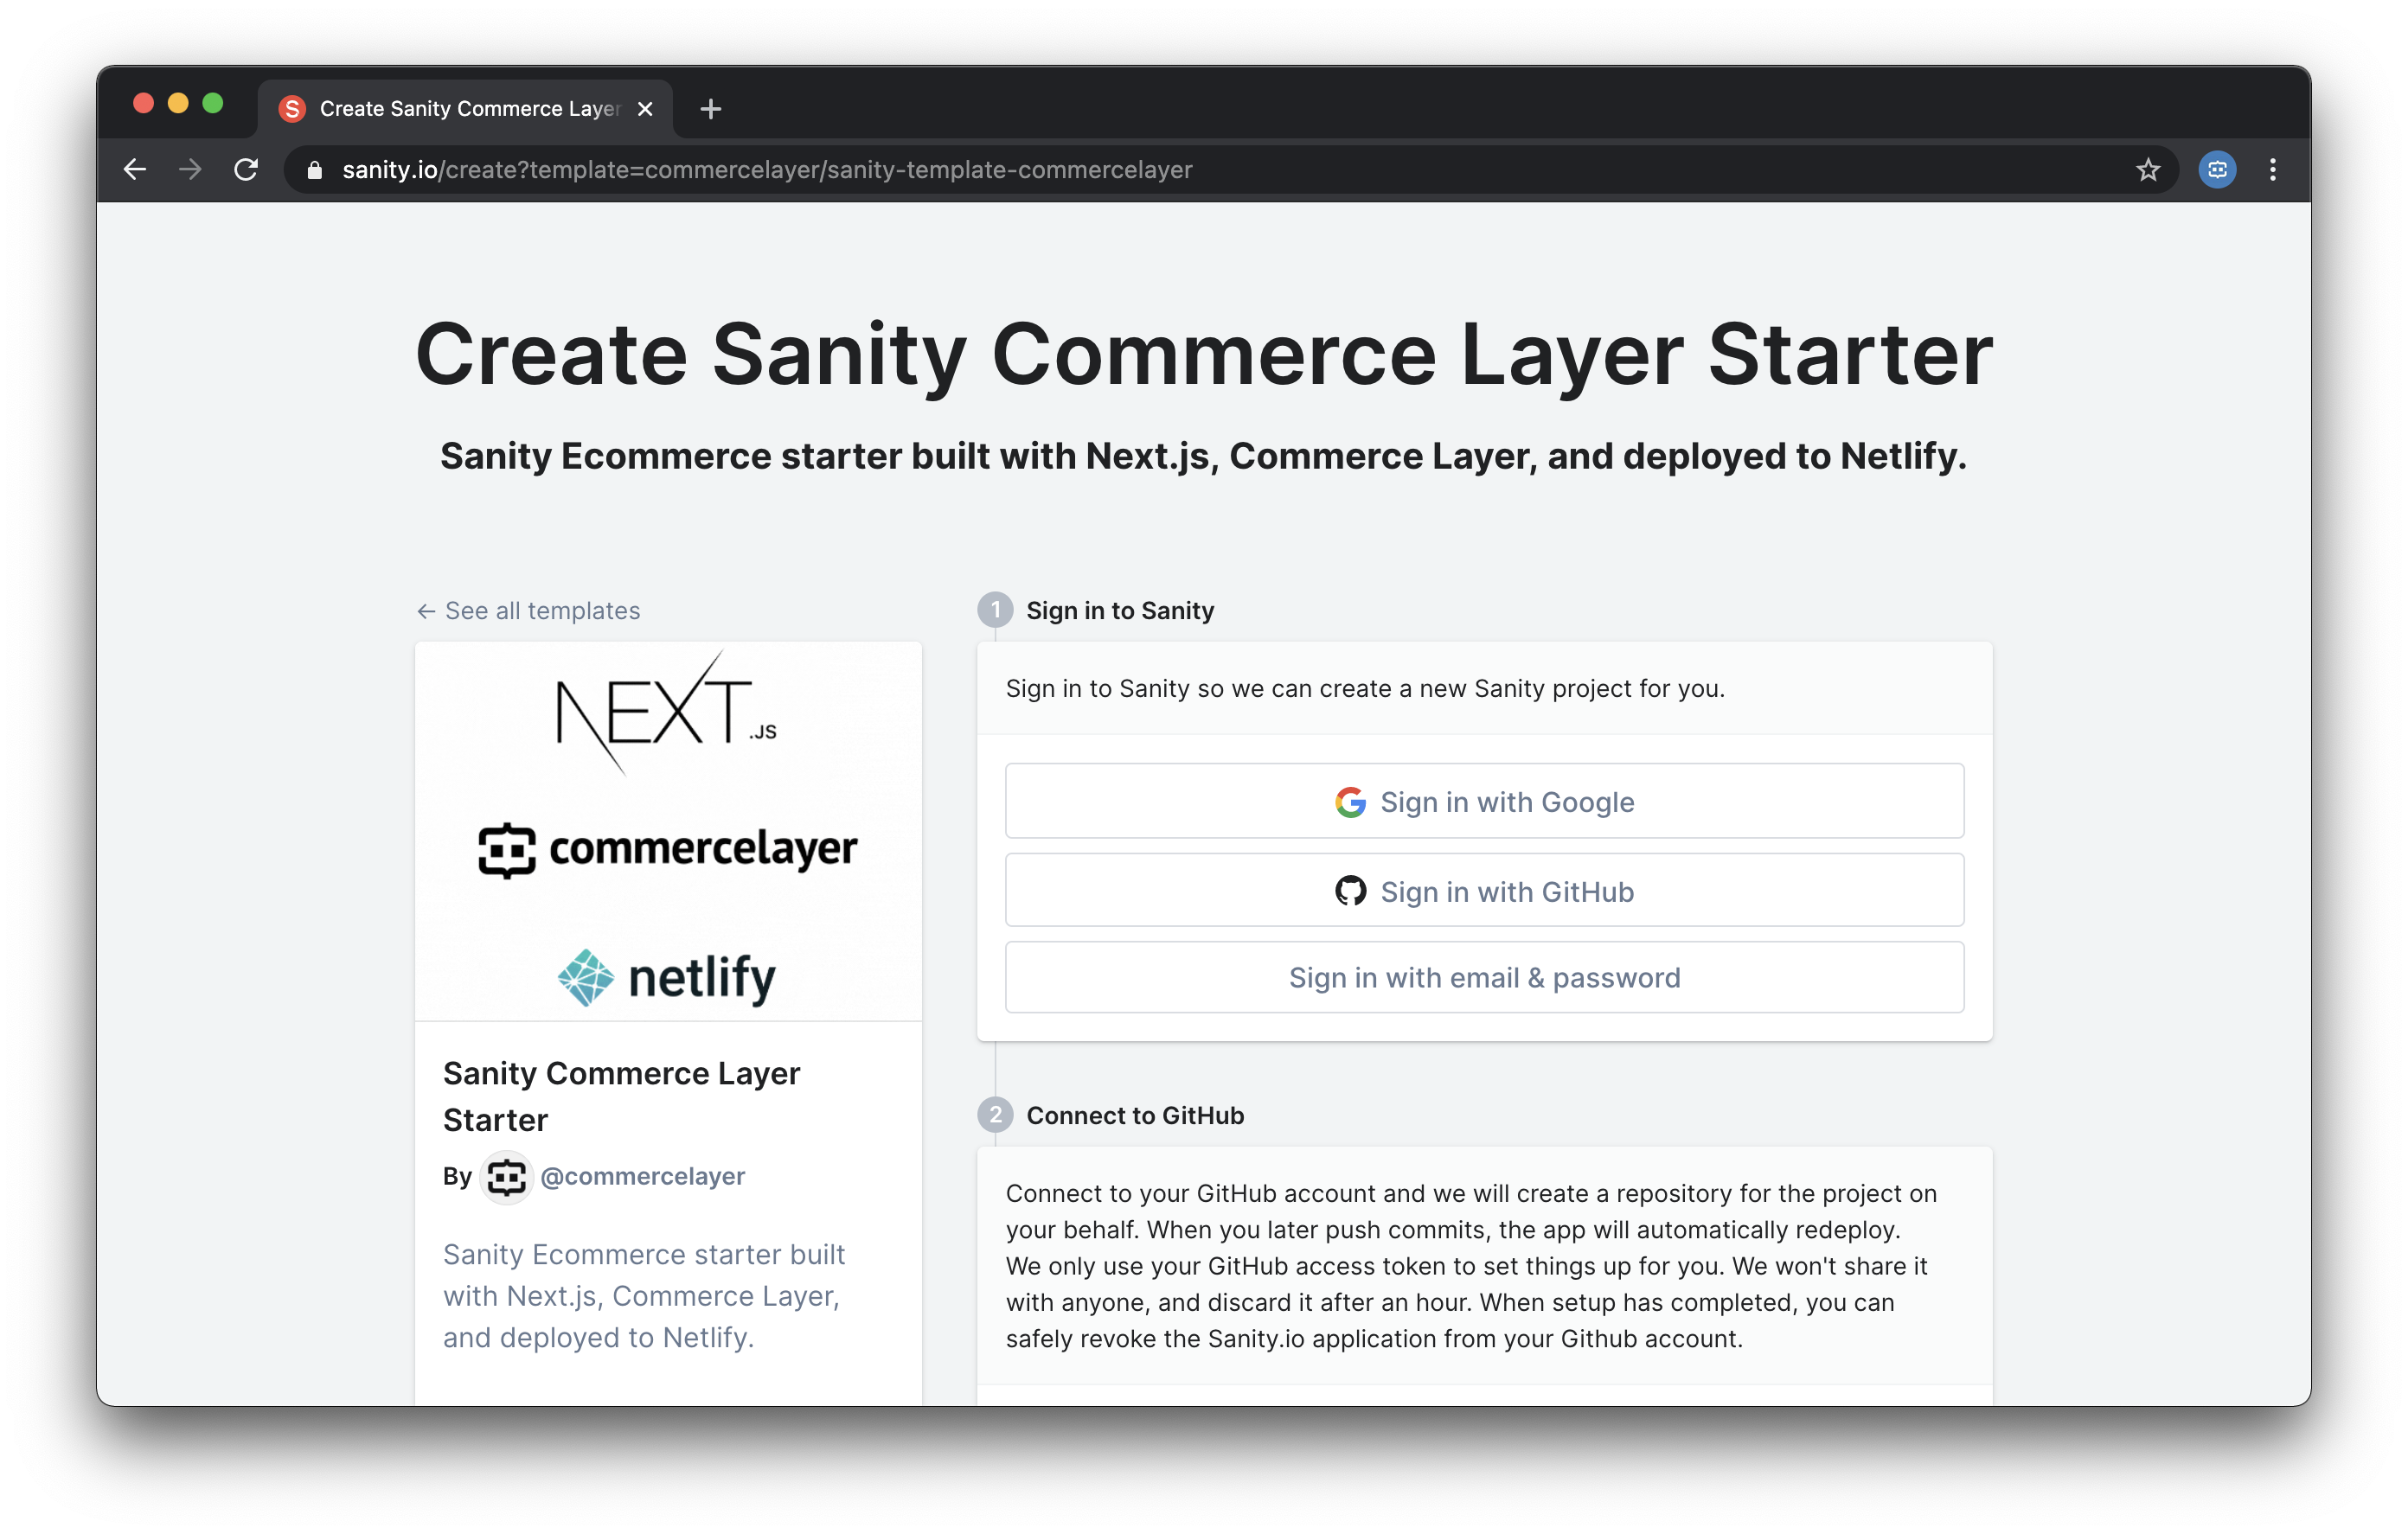 Create Sanity Commerce Layer
sanity.io/create?template=commercelayer/sanity-template-commercelayer
Create Sanity Commerce Layer Starter
Sanity Ecommerce starter built with Next.js, Commerce Layer, and deployed to Netlify.
← See all templates
NEXT.JS
commercelayer
netlify
Sanity Commerce Layer
Starter
By @commercelayer
Sanity Ecommerce starter built
with Next.js, Commerce Layer,
and deployed to Netlify.
1 Sign in to Sanity
Sign in to Sanity so we can create a new Sanity project for you.
Sign in with Google
Sign in with GitHub
Sign in with email & password
2 Connect to GitHub
Connect to your GitHub account and we will create a repository for the project on
your behalf. When you later push commits, the app will automatically redeploy.
We only use your GitHub access token to set things up for you. We won't share it
with anyone, and discard it after an hour. When setup has completed, you can
safely revoke the Sanity.io application from your Github account.